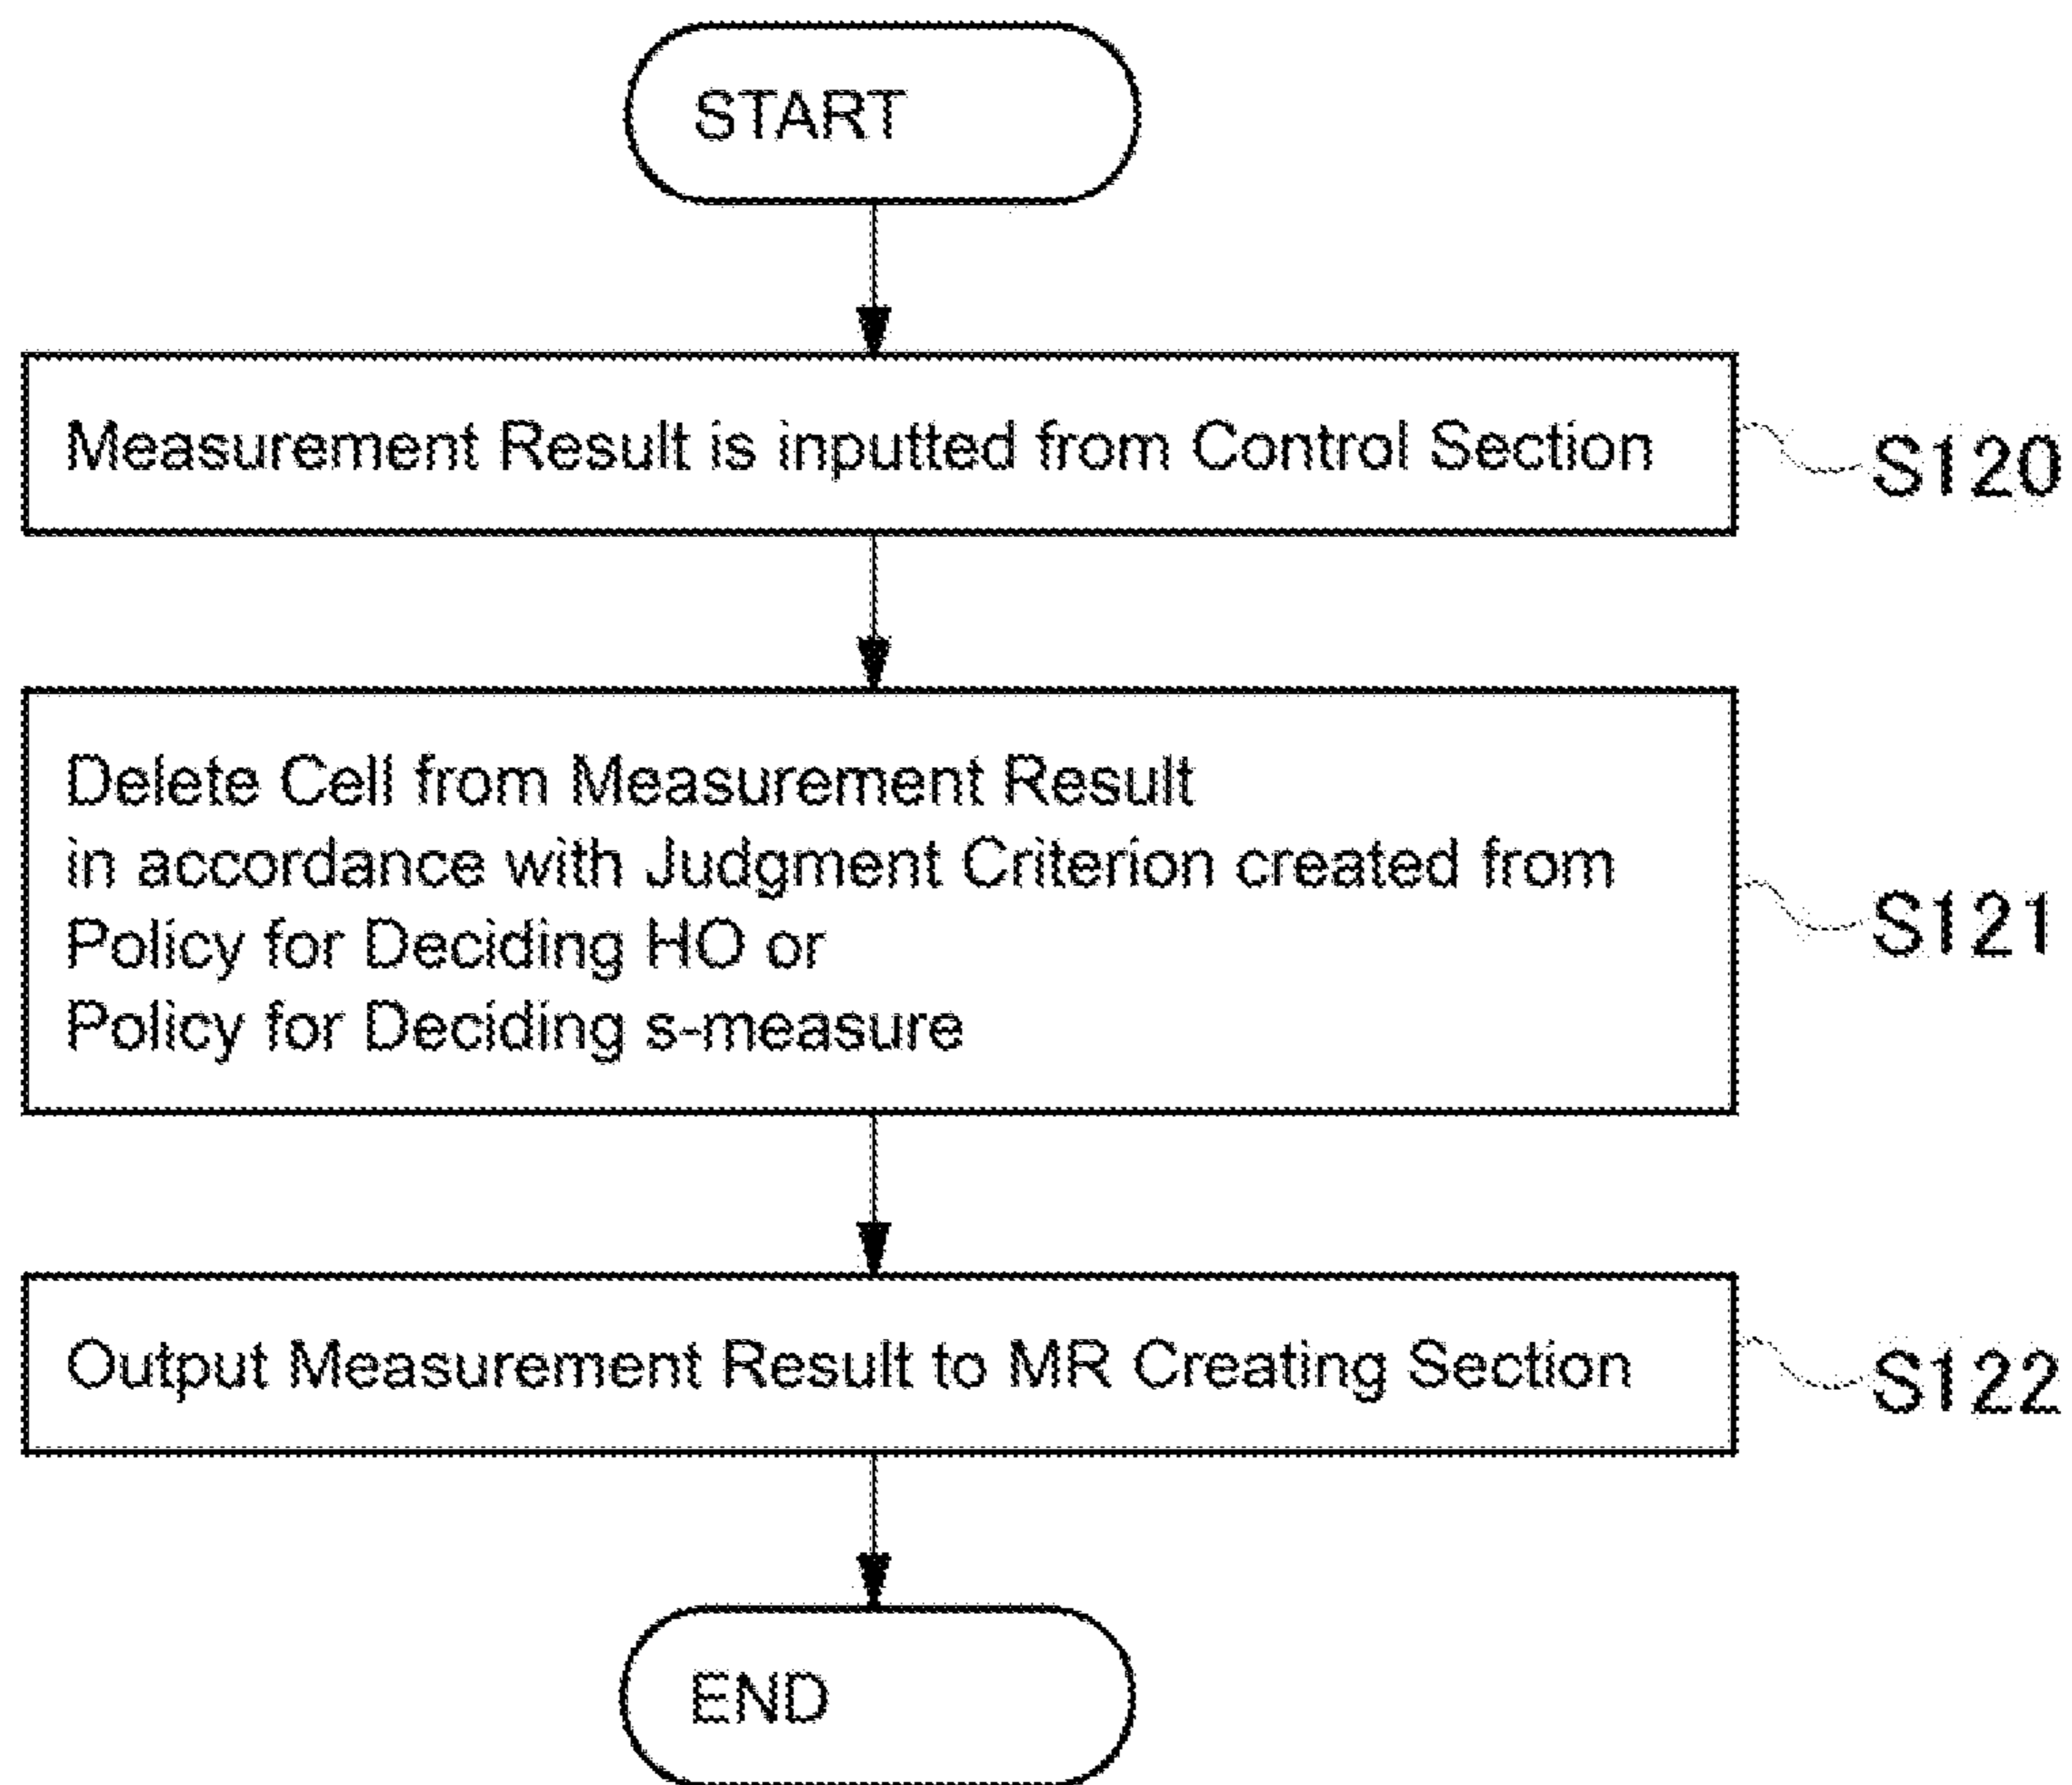 START
Measurement Result is inputted from Control Section
S120
Delete Cell from Measurement Result
in accordance with Judgment Criterion created from
Policy for Deciding HO or
Policy for Deciding s-measure
S121
Output Measurement Result to MR Creating Section
S122
END